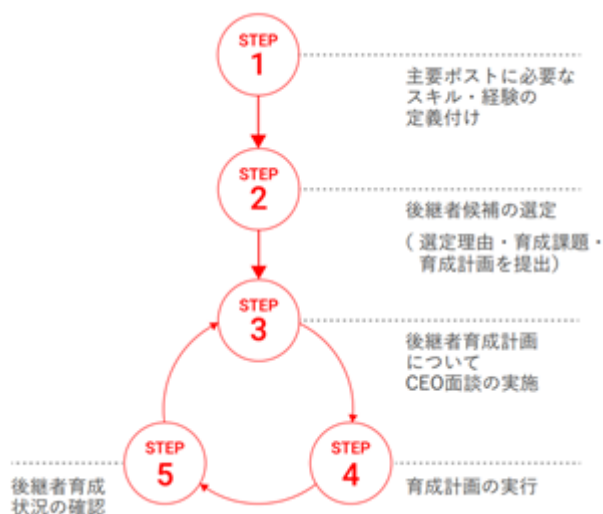 STEP
1
主要ポストに必要な
スキル・経験の
定義付け
STEP
2
後継者候補の選定
( 選定理由・育成課題・
育成計画を提出)
STEP
3
後継者育成計画
について
CEO面談の実施
STEP
4
育成計画の実行
STEP
5
後継者育成
状況の確認